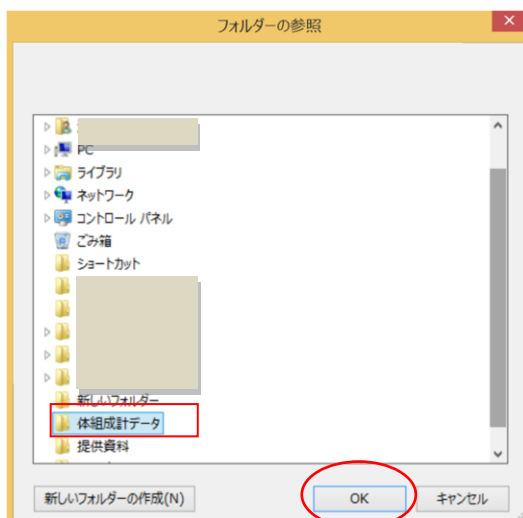 フォルダーの参照
PC
ライブラリ
ネットワーク
コントロール パネル
ごみ箱
ショートカット
新しいフォルダー
体組成計データ
提供資料
新しいフォルダーの作成(N)
OK
キャンセル